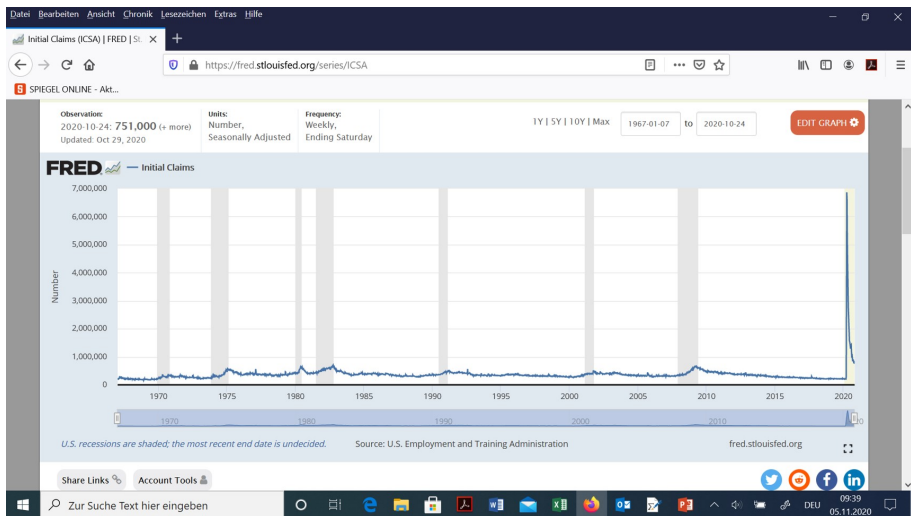 Datei Bearbeiten Ansicht Chronik Lesezeichen Extras Hilfe
Initial Claims (ICSA) | FRED | St.
https://fred.stlouisfed.org/series/ICSA
SPIEGEL ONLINE - Akt...
Observation:
2020-10-24: 751,000 (+ more)
Updated: Oct 29, 2020
Units:
Number,
Seasonally Adjusted
Frequency:
Weekly,
Ending Saturday
1Y | 5Y | 10Y | Max 1967-01-07 to 2020-10-24
EDIT GRAPH
FRED Initial Claims
7,000,000
6,000,000
5,000,000
4,000,000
3,000,000
2,000,000
1,000,000
0
Number
1970 1975 1980 1985 1990 1995 2000 2005 2010 2015 2020
1970 1980 1990 2000 2010
U.S. recessions are shaded; the most recent end date is undecided. Source: U.S. Employment and Training Administration fred.stlouisfed.org
Share Links Account Tools
Zur Suche Text hier eingeben
DEU
09:39
05.11.2020